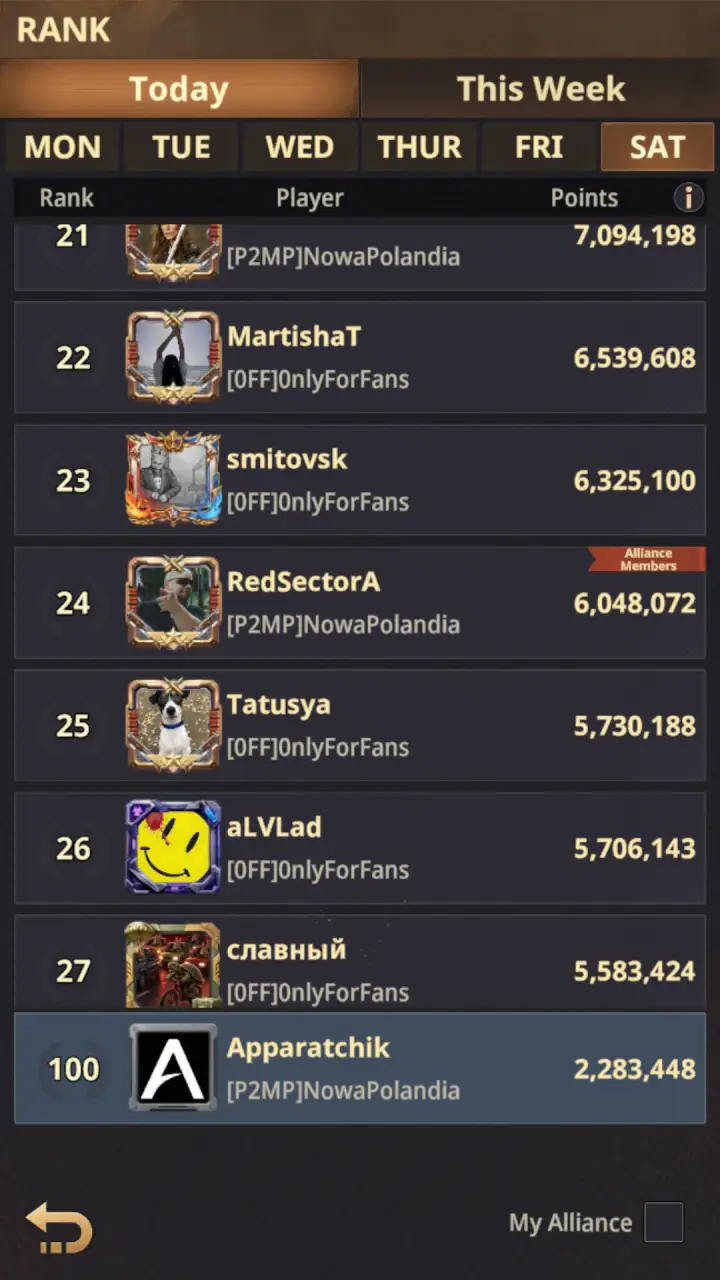 RANK
Today This Week
MON TUE WED THUR FRI SAT
Rank Player Points i
21 7,094,198
[P2MP]NowaPolandia
MartishaT
22 6,539,608
[0FF]0nlyForFans
smitovsk
23 6,325,100
[0FF]0nlyForFans
Alliance
Members
RedSectorA
24 6,048,072
[P2MP]NowaPolandia
Tatusya
25 5,730,188
[0FF]0nlyForFans
aLVLad
26 5,706,143
[0FF]0nlyForFans
славный
27 5,583,424
[0FF]0nlyForFans
Apparatchik
100 2,283,448
[P2MP]NowaPolandia
My Alliance